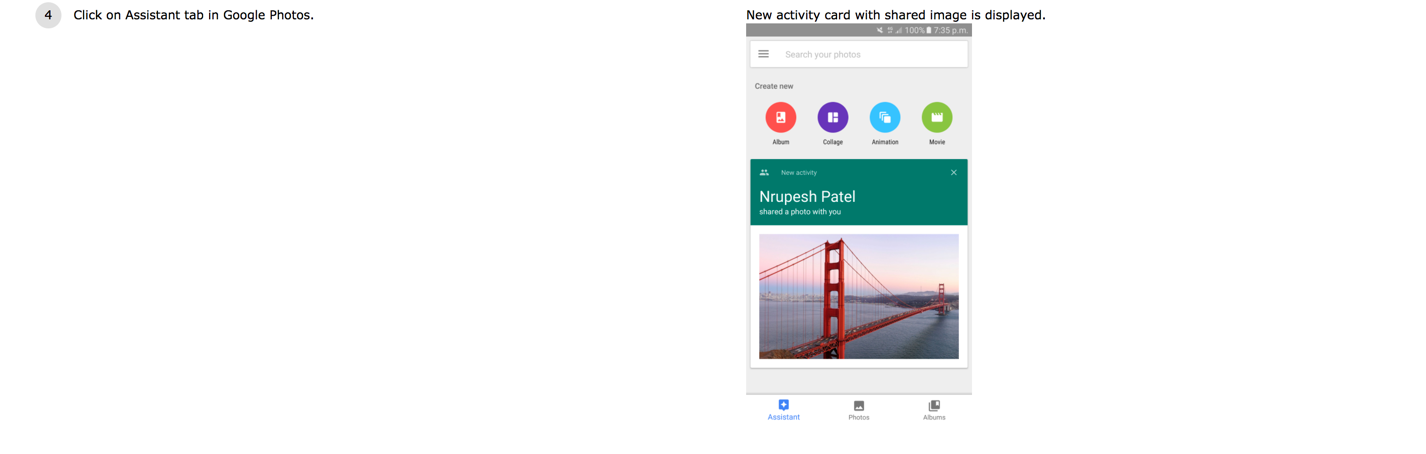 4 Click on Assistant tab in Google Photos.
New activity card with shared image is displayed.
100% 7:35 p.m.
Search your photos
Create new
Album Collage Animation Movie
New activity
Nrupesh Patel
shared a photo with you
Assistant Photos Albums